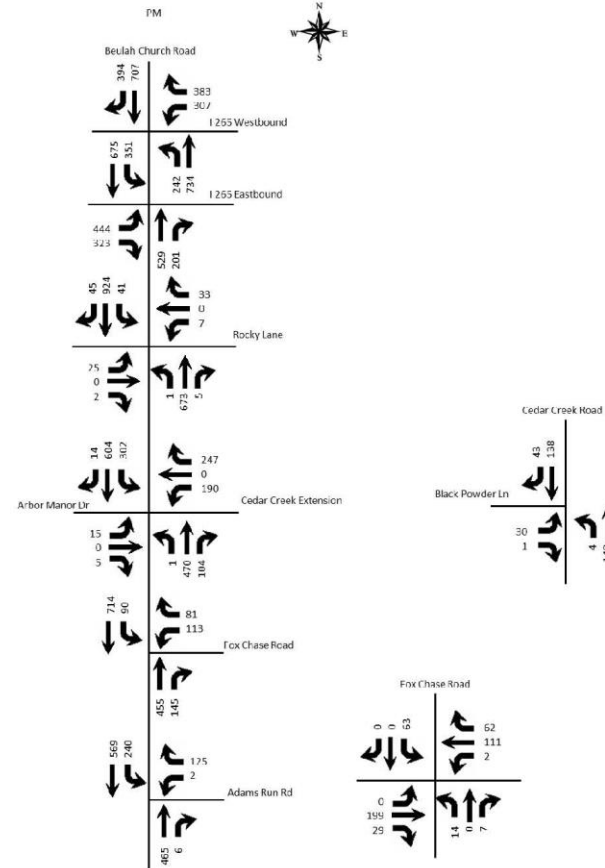 PM
N
W E
S
Beulah Church Road
394 707
383
307
I 265 Westbound
675 351
242 734
I 265 Eastbound
444
323
529 201
45 924 41
33
0
7
Rocky Lane
25
0
2
1 673 5
14 604 302
247
0
190
Arbor Manor Dr
Cedar Creek Extension
15
0
5
1 470 184
714 90
81
113
Fox Chase Road
455 145
569 240
125
2
Adams Run Rd
465 6
Cedar Creek Road
43 138
Black Powder Ln
30
1
4
Fox Chase Road
0 0 63
62
111
2
0
199
29
14 0 7